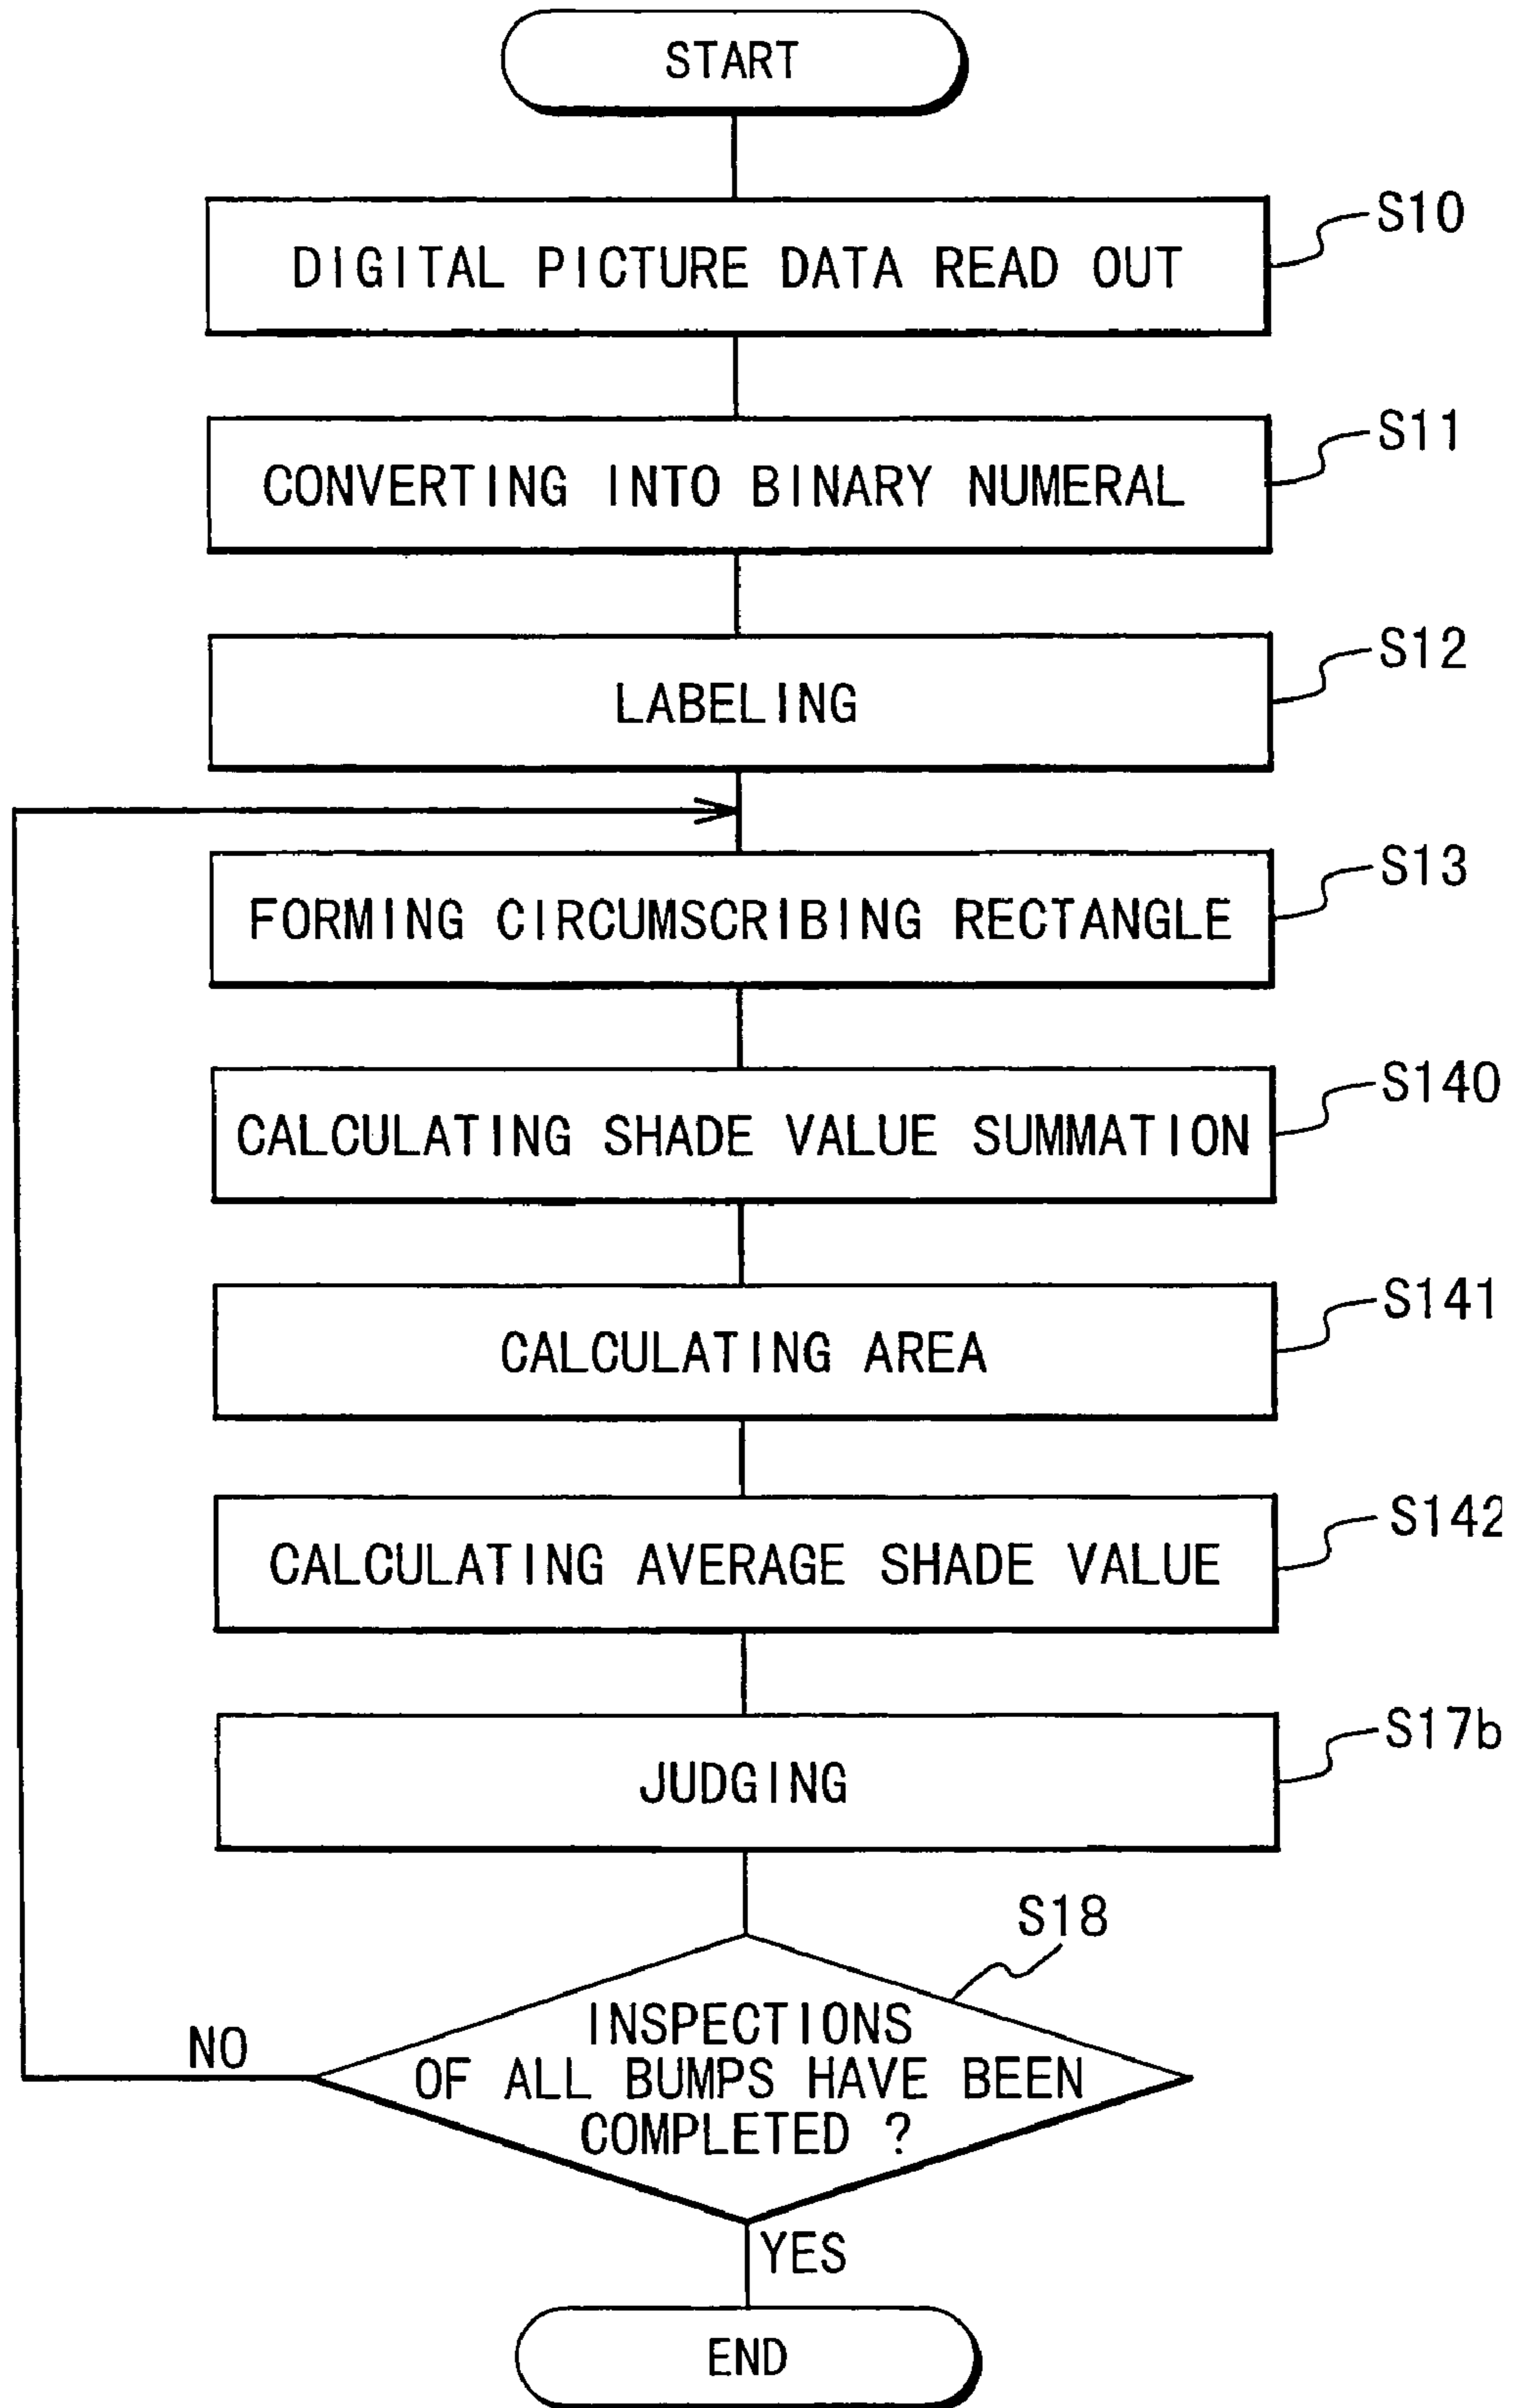 START
DIGITAL PICTURE DATA READ OUT
S10
CONVERTING INTO BINARY NUMERAL
S11
LABELING
S12
FORMING CIRCUMSCRIBING RECTANGLE
S13
CALCULATING SHADE VALUE SUMMATION
S140
CALCULATING AREA
S141
CALCULATING AVERAGE SHADE VALUE
S142
JUDGING
S17b
S18
INSPECTIONS
OF ALL BUMPS HAVE BEEN
COMPLETED ?
NO
YES
END